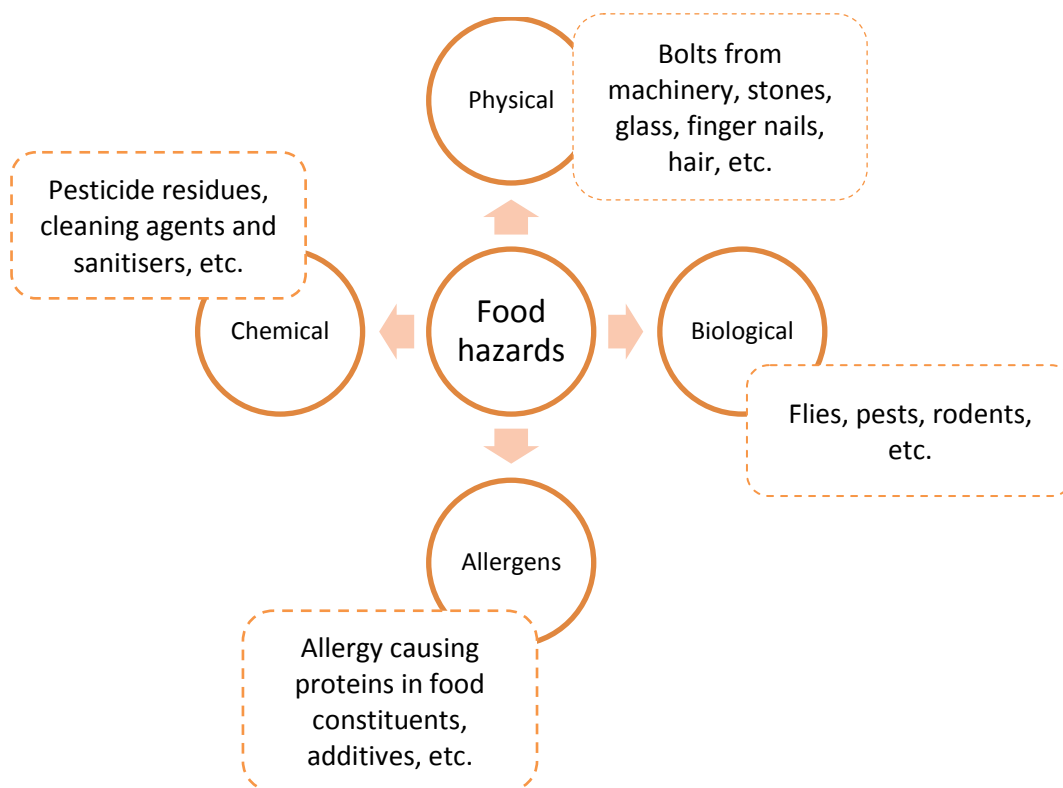 Physical
Bolts from
machinery, stones,
glass, finger nails,
hair, etc.
Pesticide residues,
cleaning agents and
sanitisers, etc.
Chemical
Food
hazards
Biological
Flies, pests, rodents,
etc.
Allergens
Allergy causing
proteins in food
constituents,
additives, etc.